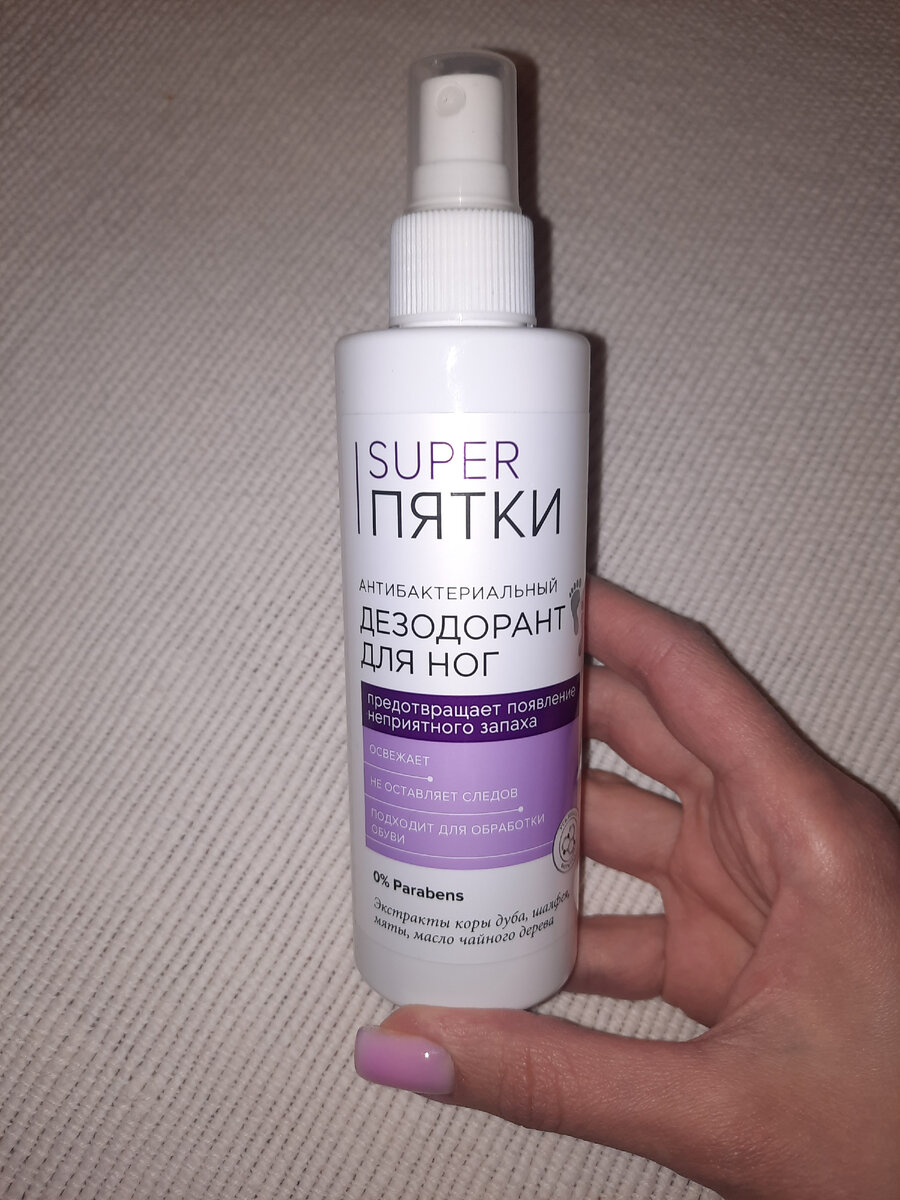 SUPER
ПЯТКИ
АНТИБАКТЕРИАЛЬНЫЙ
ДЕЗОДОРАНТ
ДЛЯ НОГ
предотвращает появление
неприятного запаха
ОСВЕЖАЕТ
НЕ ОСТАВЛЯЕТ СЛЕДОВ
ПОДХОДИТ ДЛЯ ОБРАБОТКИ
ОБУВИ
0% Parabens
Экстракты коры дуба, шалфея,
мяты, масло чайного дерева